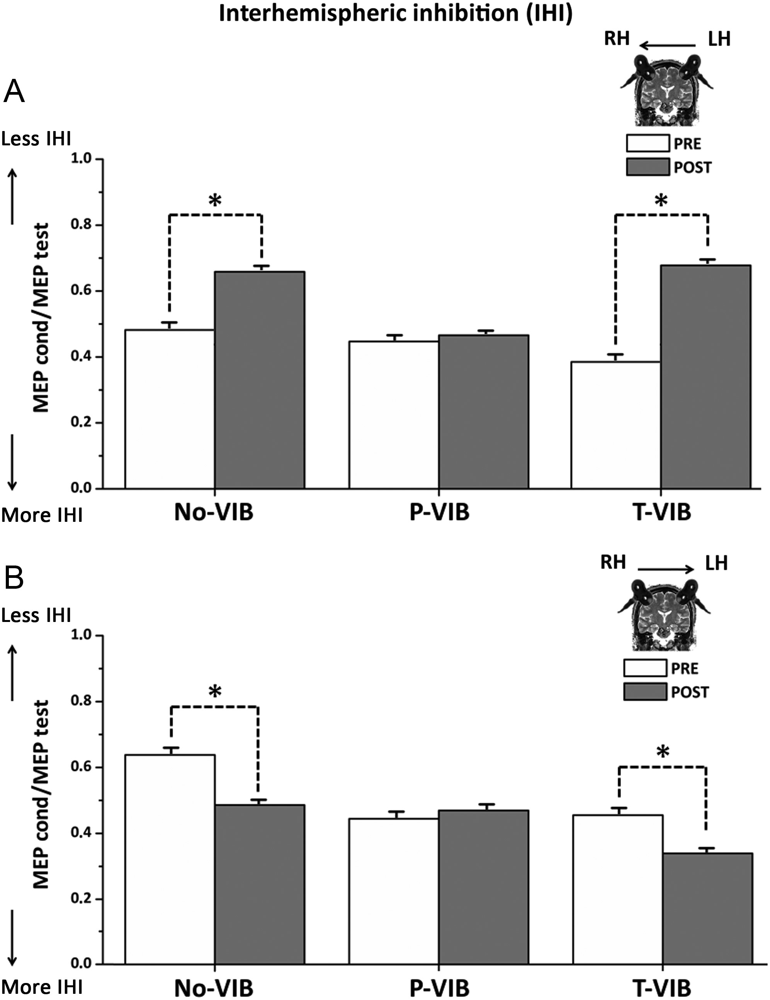 Interhemispheric inhibition (IHI)
RH LH
A
Less IHI
PRE
POST
1.0
*
*
0.8
0.6
0.4
0.2
0.0
MEP cond/MEP test
More IHI
No-VIB P-VIB T-VIB
RH LH
B
Less IHI
PRE
POST
1.0
*
0.8
*
0.6
0.4
0.2
0.0
MEP cond/MEP test
More IHI
No-VIB P-VIB T-VIB